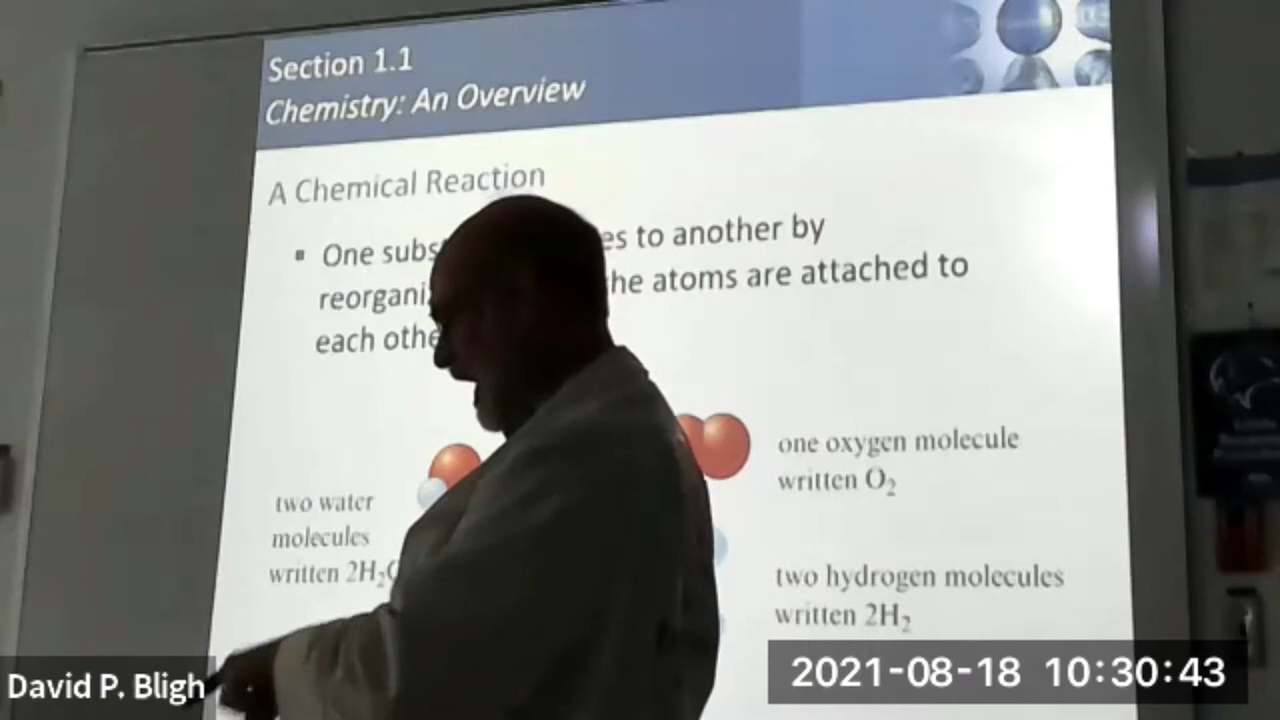 Section 1.1
Chemistry: An Overview
A Chemical Reaction
One subs es to another by
reorgani he atoms are attached to
each othe
one oxygen molecule
written O₂
two water
molecules
written 2H₂O
two hydrogen molecules
written 2H₂
David P. Bligh
2021-08-18 10:30:43